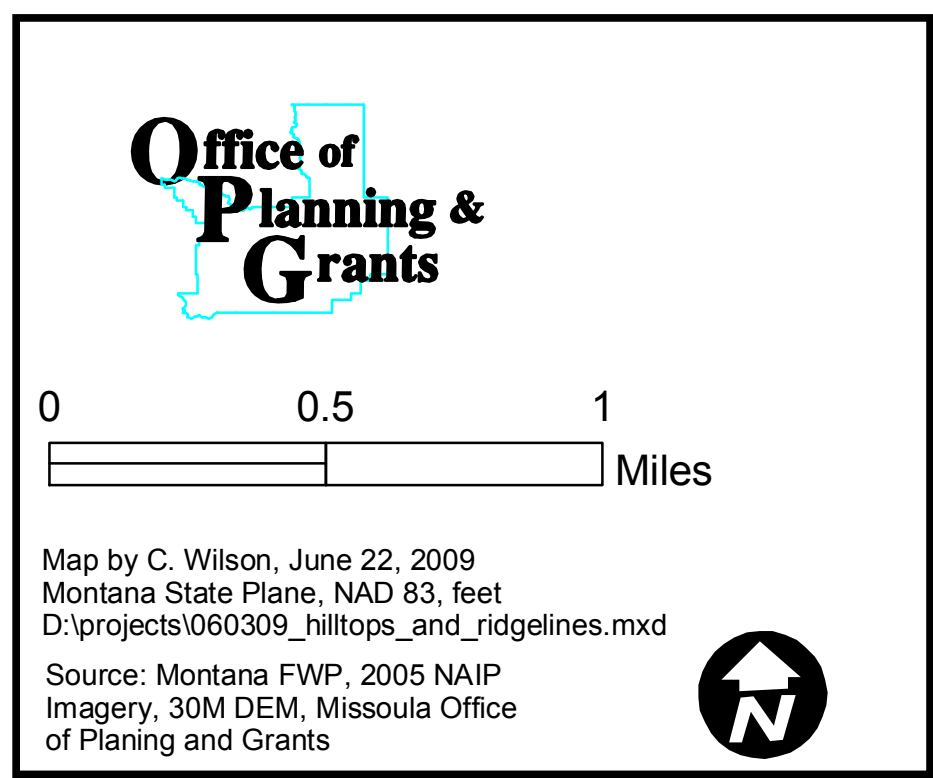 Office of
Planning &
Grants
0 0.5 1
Miles
Map by C. Wilson, June 22, 2009
Montana State Plane, NAD 83, feet
D:\projects\060309_hilltops_and_ridgelines.mxd
Source: Montana FWP, 2005 NAIP
Imagery, 30M DEM, Missoula Office
of Planing and Grants
N